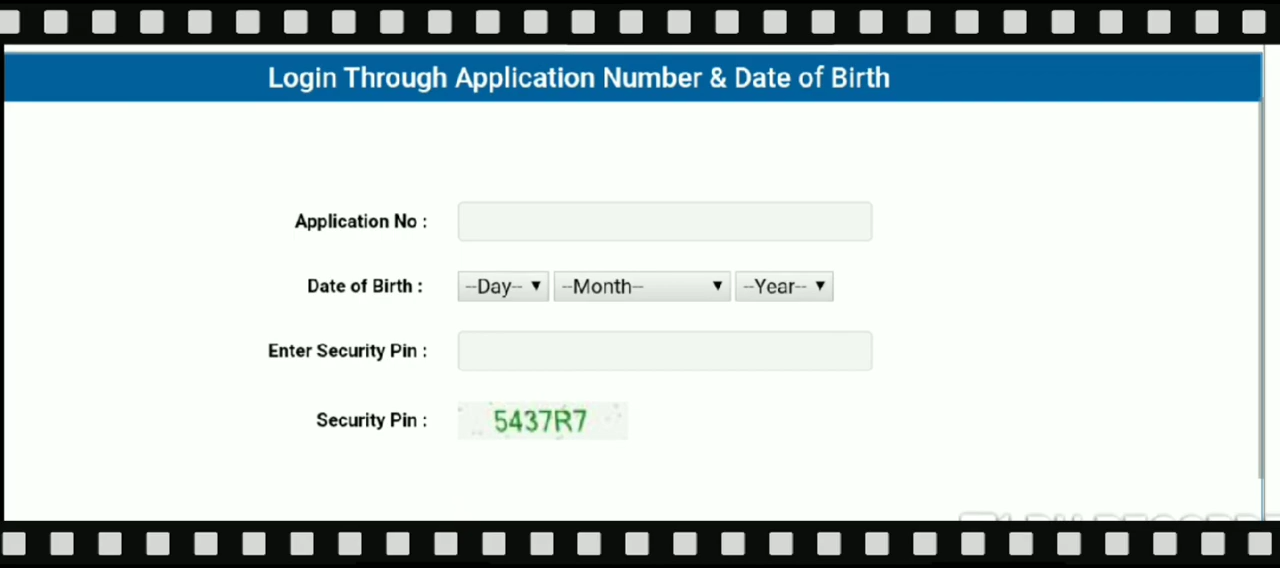 Login Through Application Number & Date of Birth
Application No :
Date of Birth : --Day-- --Month-- --Year--
Enter Security Pin :
Security Pin : 5437R7